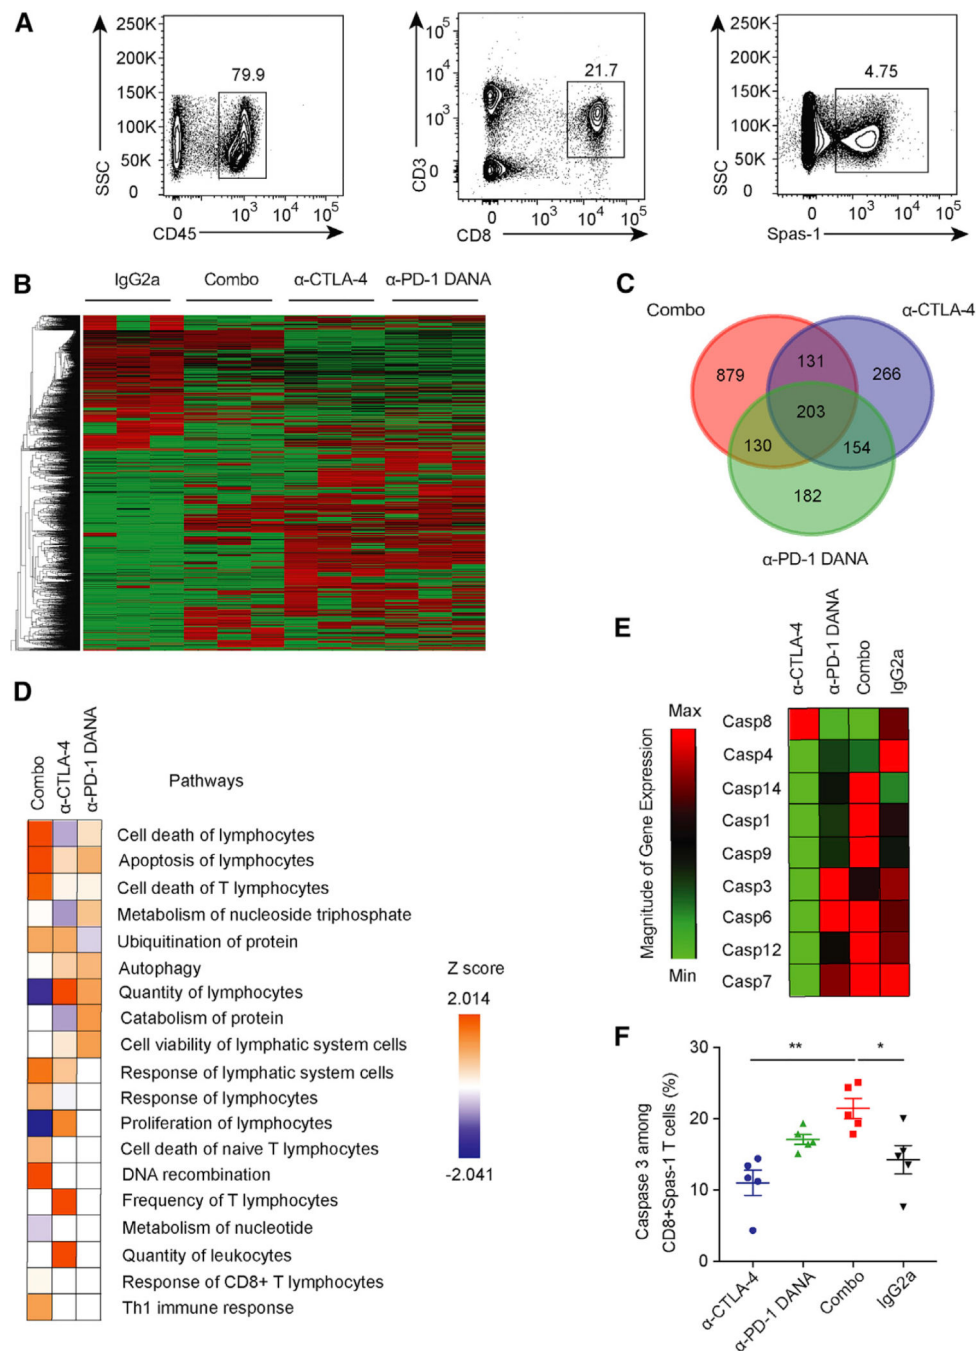 A
SSC
250K
200K
150K
100K
50K
0
79.9
0 10³ 10⁴ 10⁵
CD45
CD3
10⁵
10⁴
10³
0
21.7
0 10³ 10⁴ 10⁵
CD8
SSC
250K
200K
150K
100K
50K
0
4.75
0 10³ 10⁴ 10⁵
Spas-1
B
IgG2a Combo α-CTLA-4 α-PD-1 DANA
C
Combo
α-CTLA-4
879
131
266
203
130
154
182
α-PD-1 DANA
D
Combo
α-CTLA-4
α-PD-1 DANA
Pathways
Cell death of lymphocytes
Apoptosis of lymphocytes
Cell death of T lymphocytes
Metabolism of nucleoside triphosphate
Ubiquitination of protein
Autophagy
Quantity of lymphocytes
Catabolism of protein
Cell viability of lymphatic system cells
Response of lymphatic system cells
Response of lymphocytes
Proliferation of lymphocytes
Cell death of naive T lymphocytes
DNA recombination
Frequency of T lymphocytes
Metabolism of nucleotide
Quantity of leukocytes
Response of CD8+ T lymphocytes
Th1 immune response
Z score
2.014
-2.041
E
α-CTLA-4
α-PD-1 DANA
Combo
IgG2a
Max
Magnitude of Gene Expression
Min
Casp8
Casp4
Casp14
Casp1
Casp9
Casp3
Casp6
Casp12
Casp7
F
Caspase 3 among
CD8+Spas-1 T cells (%)
30
20
10
0
**
*
α-CTLA-4
α-PD-1 DANA
Combo
IgG2a